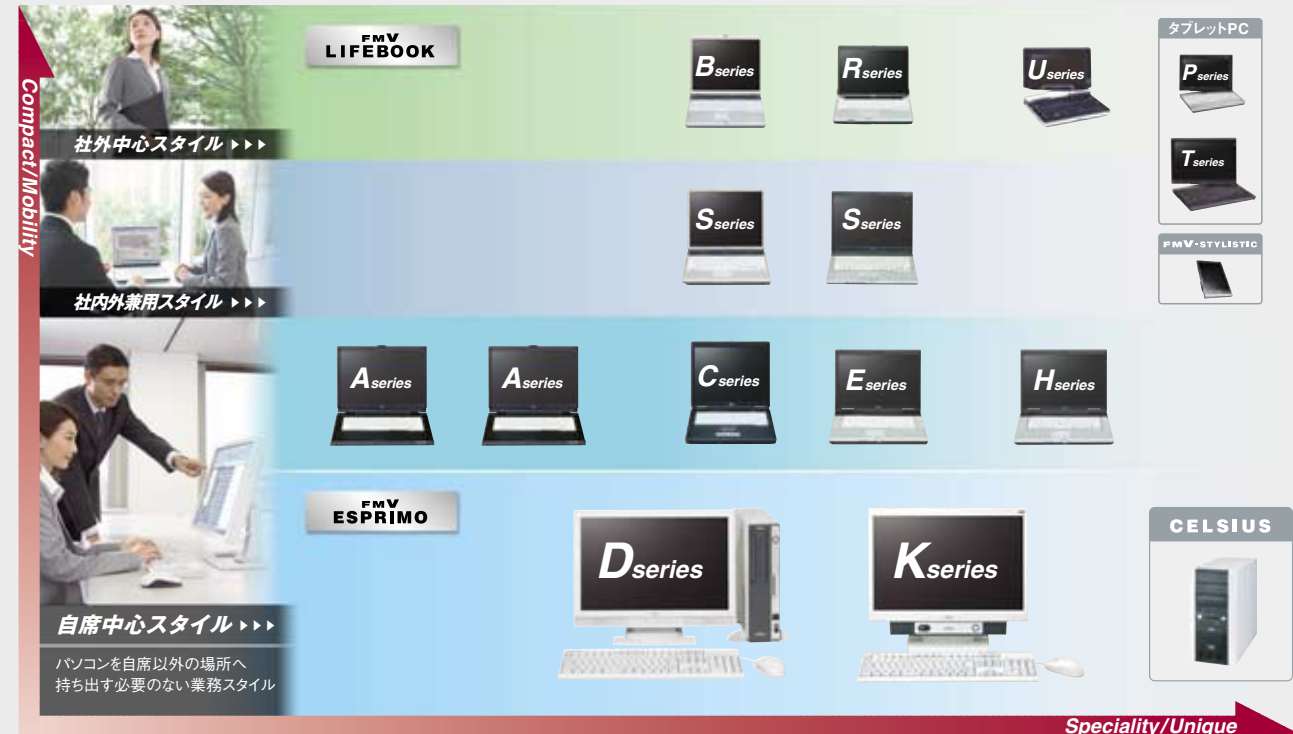 Compact/Mobility
FMV
LIFEBOOK
社外中心スタイル ▶▶▶
Bseries
Rseries
Useries
タブレットPC
Pseries
Tseries
FMV-STYLISTIC
社内外兼用スタイル ▶▶▶
Sseries
Sseries
Aseries
Aseries
Cseries
Eseries
Hseries
FMV
ESPRIMO
Dseries
Kseries
CELSIUS
自席中心スタイル ▶▶▶
パソコンを自席以外の場所へ
持ち出す必要のない業務スタイル
Speciality/Unique